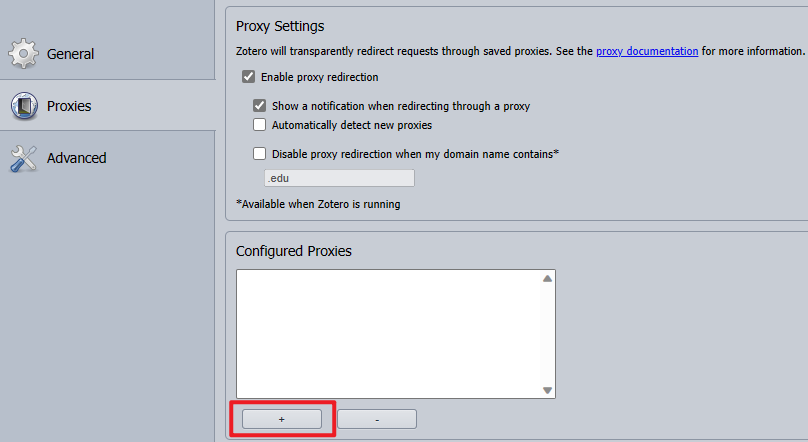 General
Proxies
Advanced
Proxy Settings
Zotero will transparently redirect requests through saved proxies. See the proxy documentation for more information.
Enable proxy redirection
Show a notification when redirecting through a proxy
Automatically detect new proxies
Disable proxy redirection when my domain name contains*
.edu
*Available when Zotero is running
Configured Proxies
+ -